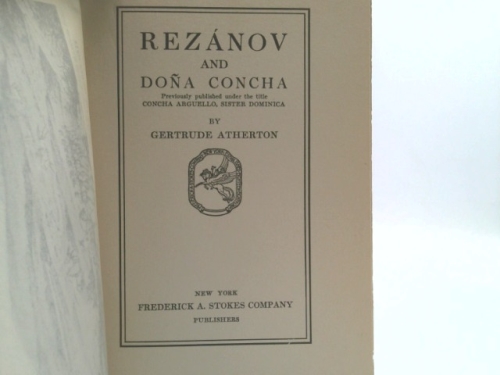 REZÁNOV
AND
DOÑA CONCHA
Previously published under the title
CONCHA ARGUELLO, SISTER DOMINICA
BY
GERTRUDE ATHERTON
NEW YORK
FREDERICK A. STOKES COMPANY
PUBLISHERS